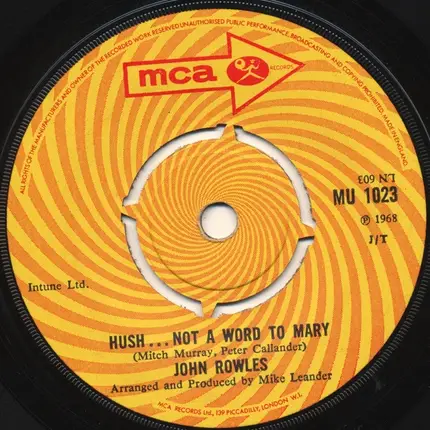 ALL RIGHTS OF THE MANUFACTURERS AND OWNER OF THE RECORDED WORK RESERVED UNAUTHORISED PUBLIC PERFORMANCE, BROADCASTING AND COPYING PROHIBITED. MADE IN ENGLAND
mca RECORDS
L'N 603
MU 1023
℗ 1968
J/T
Intune Ltd.
HUSH... NOT A WORD TO MARY
(Mitch Murray, Peter Callander)
JOHN ROWLES
Arranged and Produced by Mike Leander
MCA RECORDS Ltd., 139 PICCADILLY, LONDON W.1.